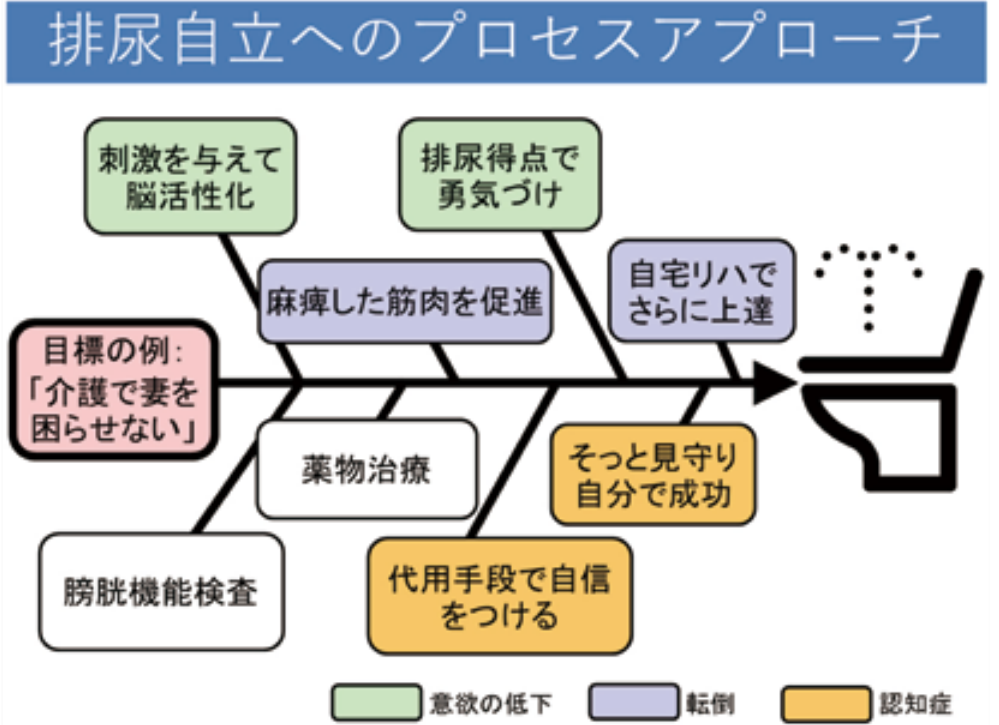 排尿自立へのプロセスアプローチ
刺激を与えて
脳活性化
排尿得点で
勇気づけ
麻痺した筋肉を促進
自宅リハで
さらに上達
目標の例：
「介護で妻を
困らせない」
薬物治療
そっと見守り
自分で成功
膀胱機能検査
代用手段で自信
をつける
意欲の低下
転倒
認知症